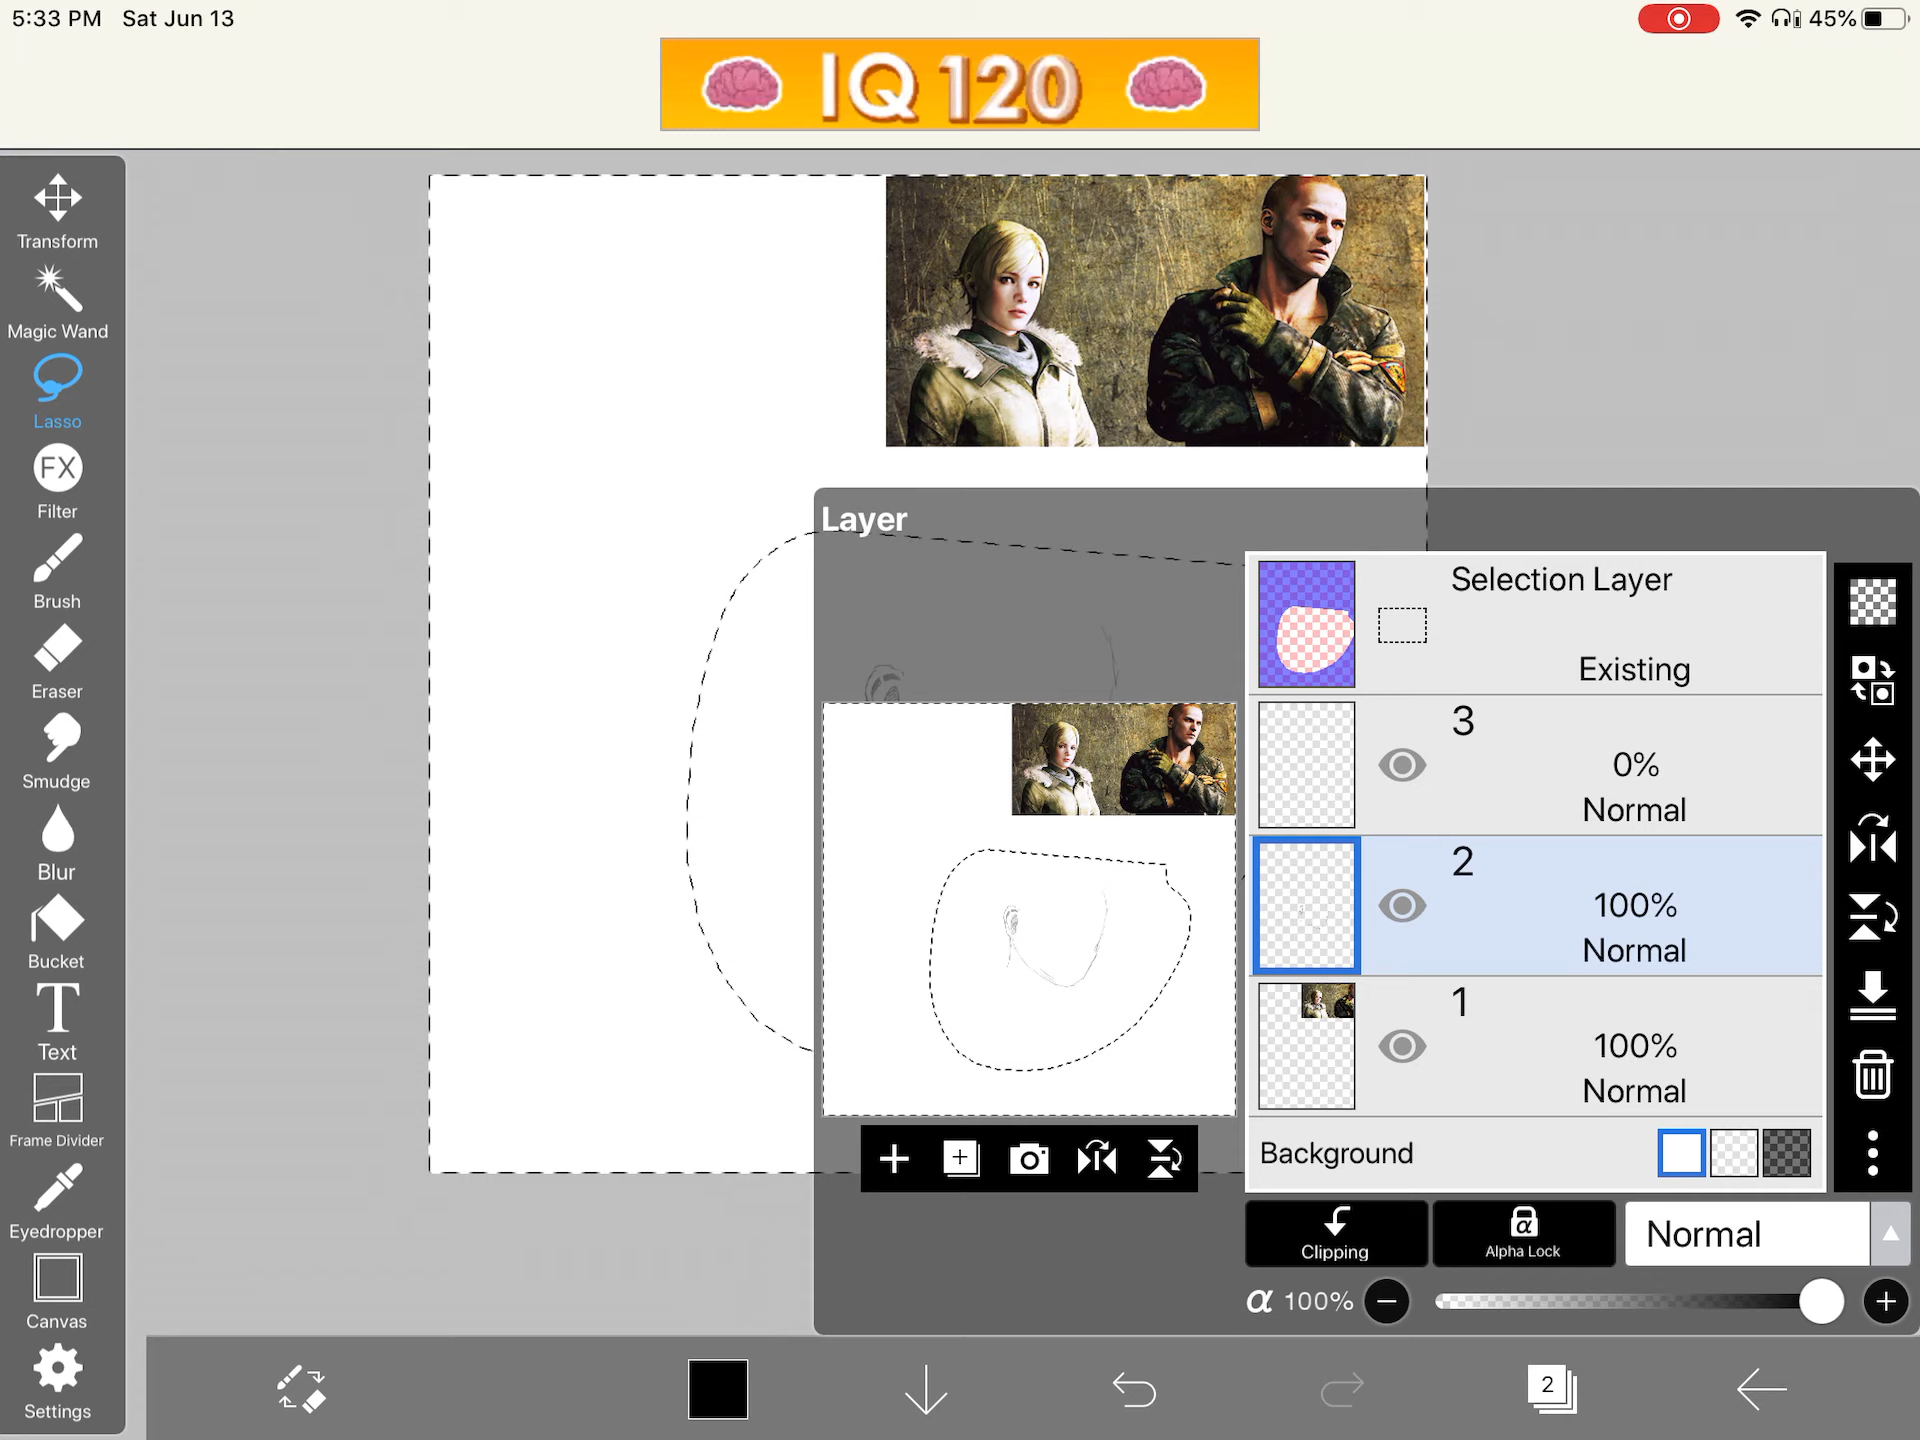 5:33 PM Sat Jun 13
45%
IQ 120
Transform
Magic Wand
Lasso
FX
Filter
Brush
Eraser
Smudge
Blur
Bucket
T
Text
Frame Divider
Eyedropper
Canvas
Settings
Layer
Selection Layer
Existing
3
0%
Normal
2
100%
Normal
1
100%
Normal
Background
Clipping
α
Alpha Lock
Normal
α 100%
2